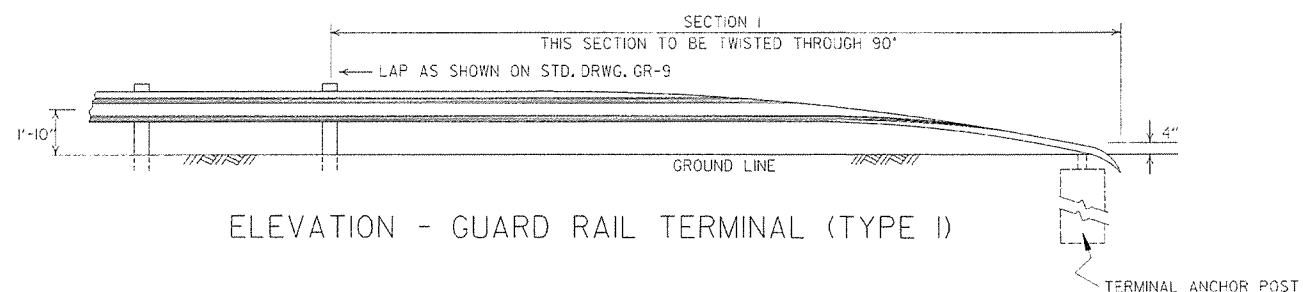 SECTION I
THIS SECTION TO BE TWISTED THROUGH 90°
LAP AS SHOWN ON STD. DRWG. GR-9
1'-10"
4"
GROUND LINE
ELEVATION - GUARD RAIL TERMINAL (TYPE I)
TERMINAL ANCHOR POST